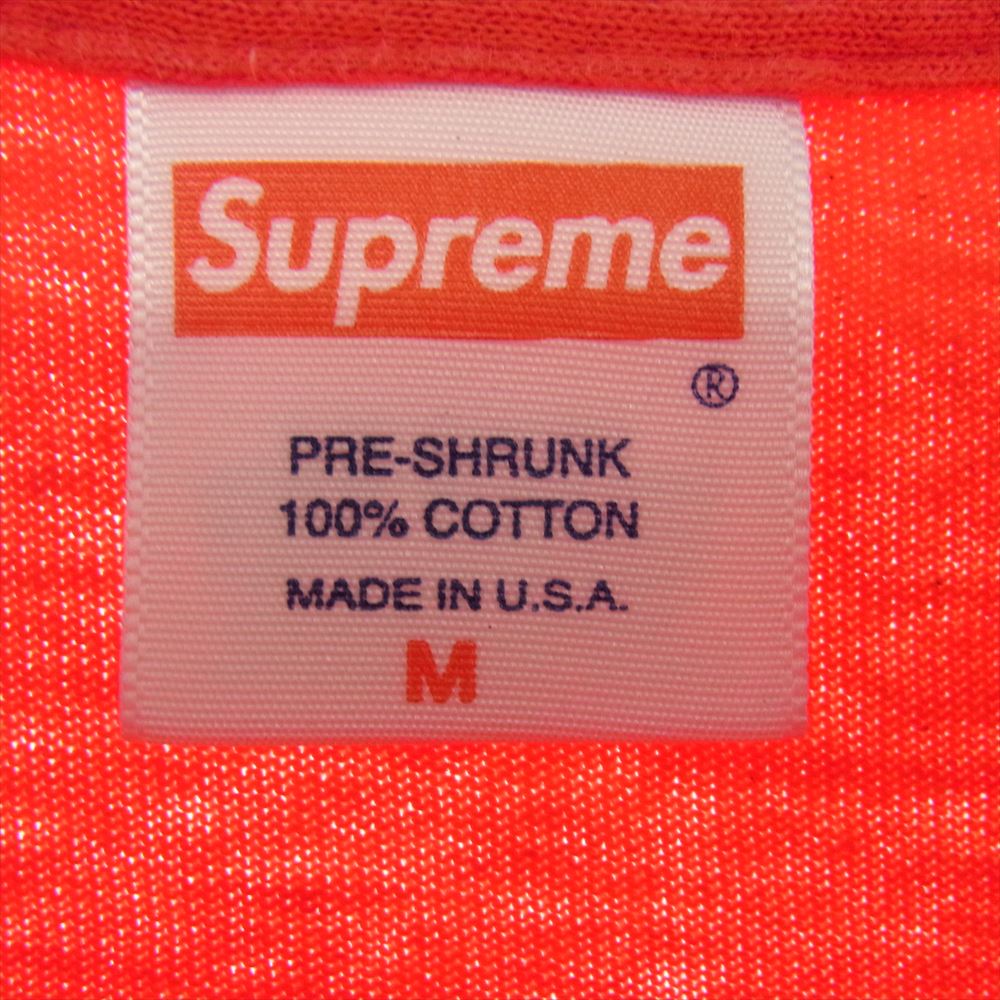 Supreme
®
PRE-SHRUNK
100% COTTON
MADE IN U.S.A.
M